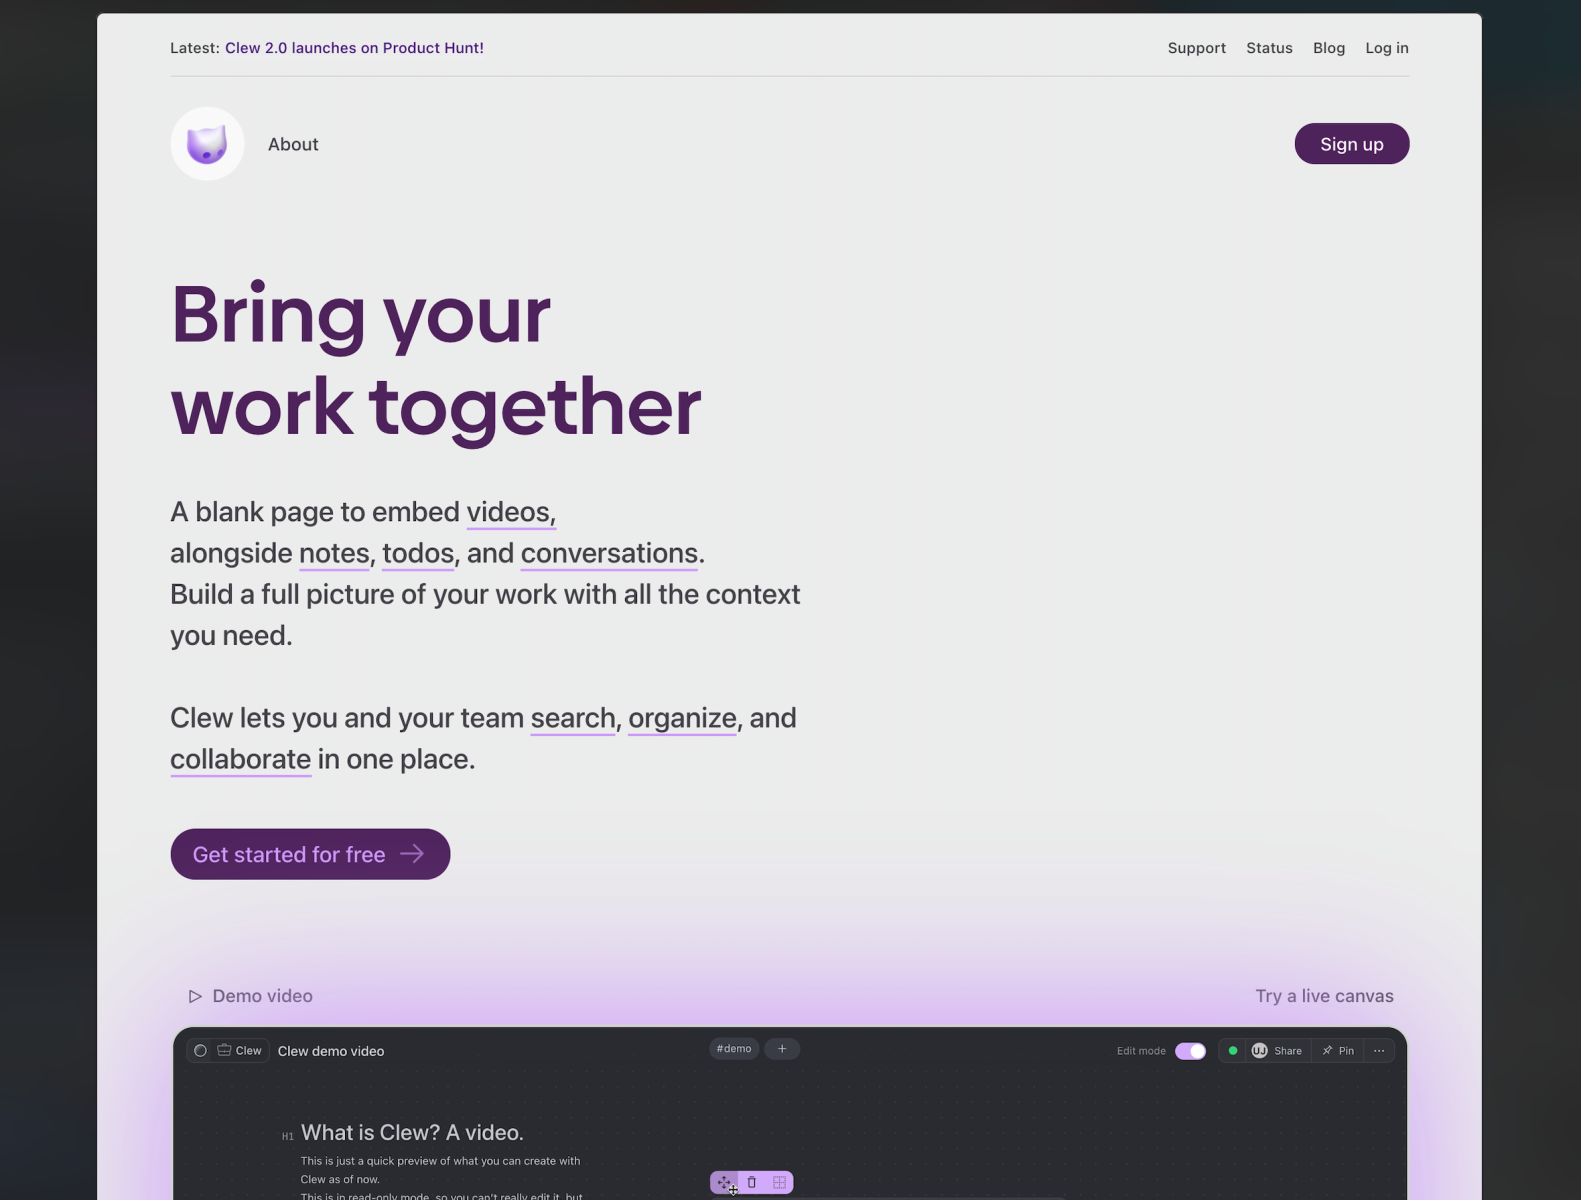 Latest: Clew 2.0 launches on Product Hunt!
Support Status Blog Log in
About
Sign up
Bring your
work together
A blank page to embed videos,
alongside notes, todos, and conversations.
Build a full picture of your work with all the context
you need.
Clew lets you and your team search, organize, and
collaborate in one place.
Get started for free
Demo video
Try a live canvas
Clew Clew demo video
#demo +
Edit mode UJ Share Pin ...
H1 What is Clew? A video.
This is just a quick preview of what you can create with
Clew as of now.
This is in read-only mode, so you can't really edit it, but